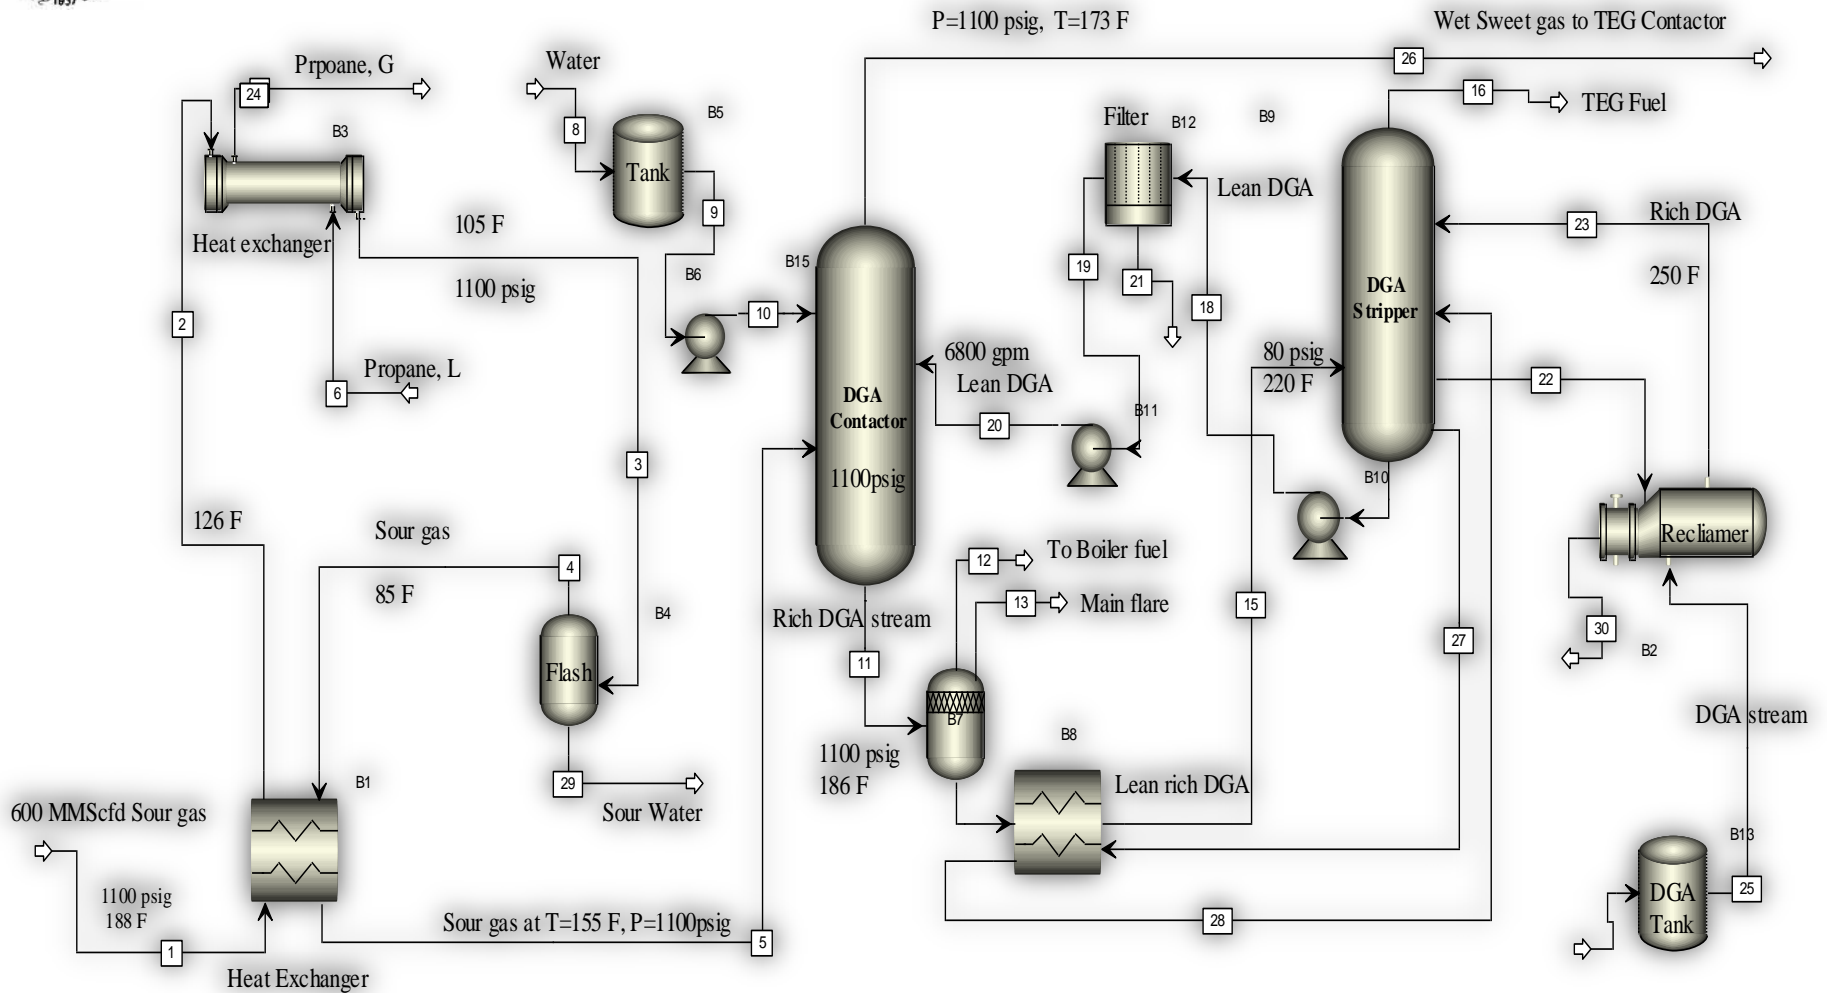 1937
P=1100 psig, T=173 F
Wet Sweet gas to TEG Contactor
26
Prpoane, G
24
B3
Water
8
B5
Tank
9
Filter
B12
B9
16
TEG Fuel
Lean DGA
Rich DGA
23
250 F
Heat exchanger
105 F
1100 psig
2
B6
10
B15
19
21
18
DGA
Stripper
80 psig
220 F
22
6800 gpm
Lean DGA
DGA
Contactor
1100psig
20
B11
Propane, L
6
3
B10
126 F
Sour gas
4
85 F
B4
Flash
29
Sour Water
Recliamer
30
B2
12
To Boiler fuel
13
Main flare
15
27
Rich DGA stream
11
B7
1100 psig
186 F
B8
Lean rich DGA
DGA stream
B1
600 MMScfd Sour gas
1100 psig
188 F
1
Sour gas at T=155 F, P=1100psig
5
28
Heat Exchanger
B13
DGA
Tank
25